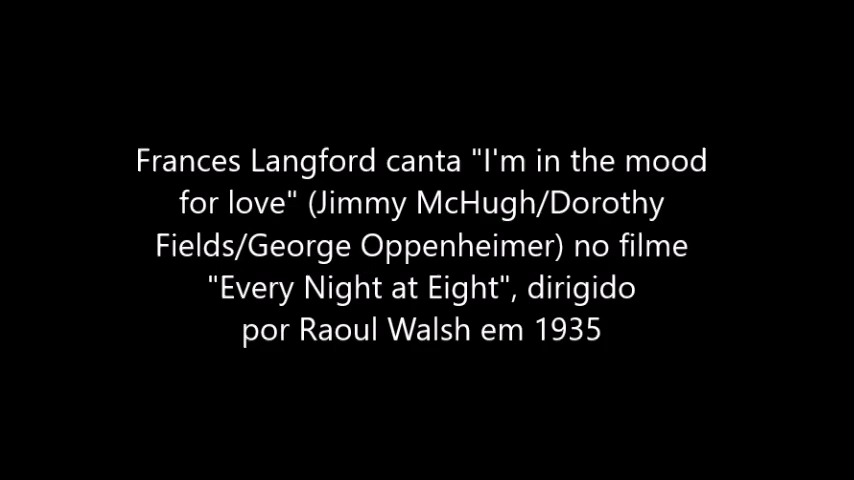 Frances Langford canta "I'm in the mood
for love" (Jimmy McHugh/Dorothy
Fields/George Oppenheimer) no filme
"Every Night at Eight", dirigido
por Raoul Walsh em 1935